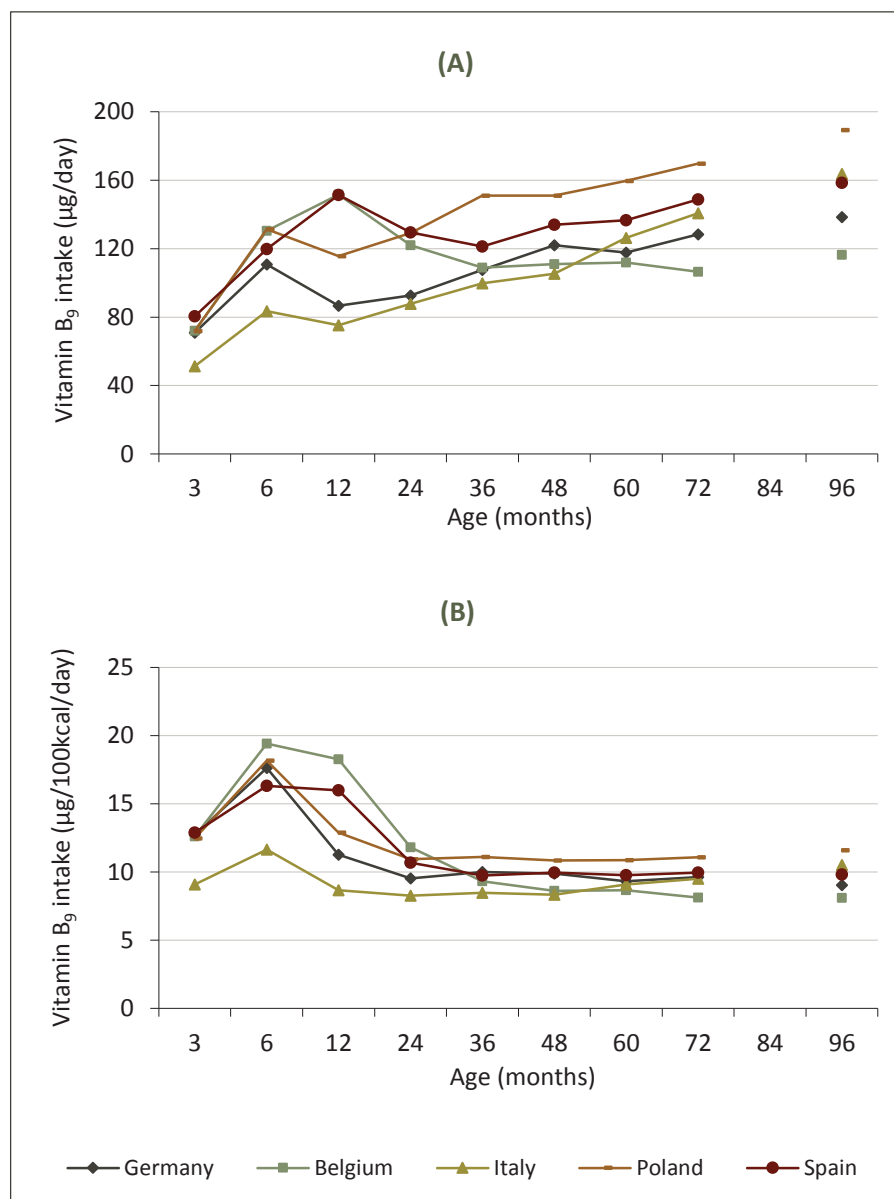 (A)
Vitamin B9 intake (µg/day)
200
160
120
80
40
0
3 6 12 24 36 48 60 72 84 96
Age (months)
(B)
Vitamin B9 intake (µg/100kcal/day)
25
20
15
10
5
0
3 6 12 24 36 48 60 72 84 96
Age (months)
Germany Belgium Italy Poland Spain